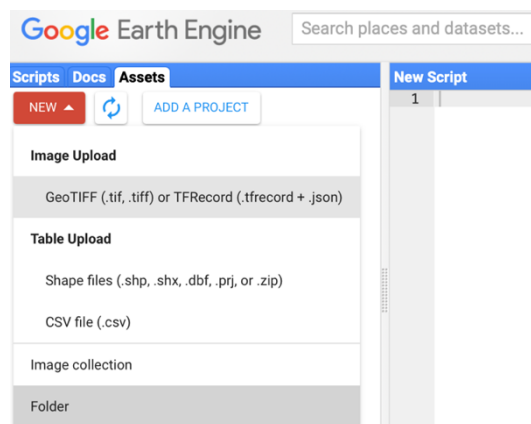 Google Earth Engine
Search places and datasets...
Scripts Docs Assets
New Script
NEW
ADD A PROJECT
1
Image Upload
GeoTIFF (.tif, .tiff) or TFRecord (.tfrecord + .json)
Table Upload
Shape files (.shp, .shx, .dbf, .prj, or .zip)
CSV file (.csv)
Image collection
Folder